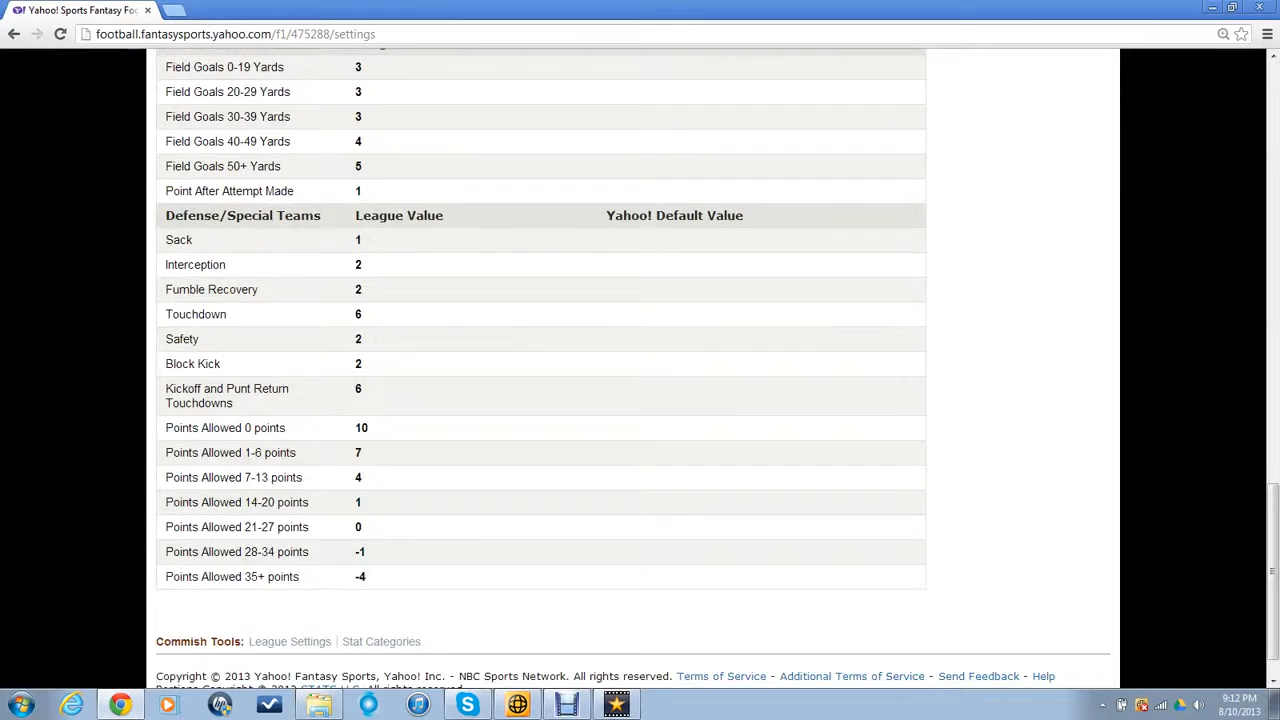 Yahoo! Sports Fantasy Foo
football.fantasysports.yahoo.com/f1/475288/settings
Field Goals 0-19 Yards 3
Field Goals 20-29 Yards 3
Field Goals 30-39 Yards 3
Field Goals 40-49 Yards 4
Field Goals 50+ Yards 5
Point After Attempt Made 1
Defense/Special Teams League Value Yahoo! Default Value
Sack 1
Interception 2
Fumble Recovery 2
Touchdown 6
Safety 2
Block Kick 2
Kickoff and Punt Return 6
Touchdowns
Points Allowed 0 points 10
Points Allowed 1-6 points 7
Points Allowed 7-13 points 4
Points Allowed 14-20 points 1
Points Allowed 21-27 points 0
Points Allowed 28-34 points -1
Points Allowed 35+ points -4
Commish Tools: League Settings | Stat Categories
Copyright © 2013 Yahoo! Fantasy Sports, Yahoo!, Inc. - NBC Sports Network. All rights reserved. Terms of Service - Additional Terms of Service - Send Feedback - Help
9:12 PM
8/10/2013